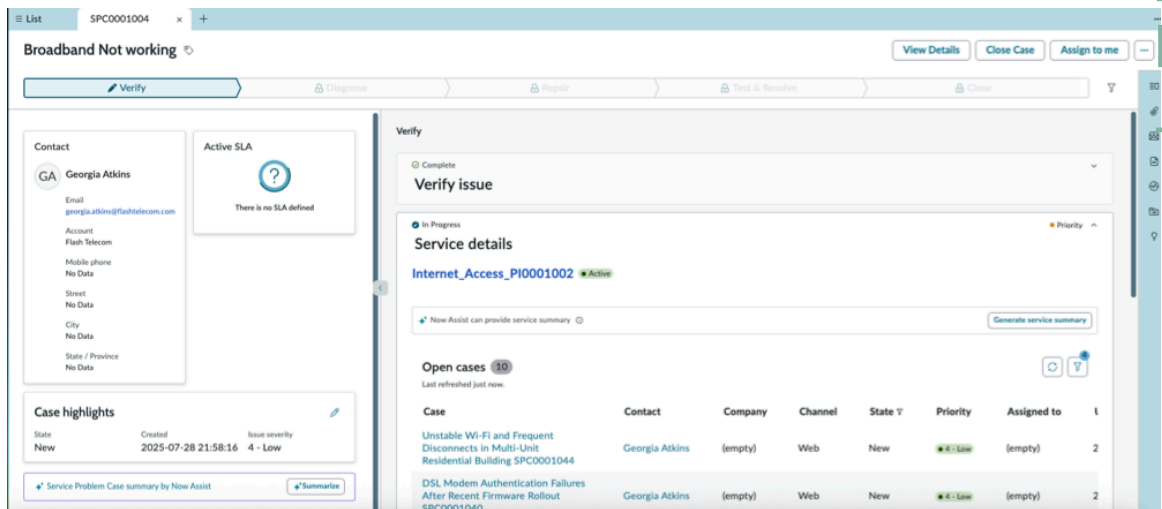 List
SPC0001004
Broadband Not working
View Details
Close Case
Assign to me
Verify
Diagnose
Repair
Test & Resolve
Close
Contact
GA
Georgia Atkins
Email
georgia.atkins@flashtelecom.com
Account
Flash Telecom
Mobile phone
No Data
Street
No Data
City
No Data
State / Province
No Data
Active SLA
?
There is no SLA defined
Case highlights
State
New
Created
2025-07-28 21:58:16
Issue severity
4 - Low
Service Problem Case summary by Now Assist
Summarize
Verify
Complete
Verify issue
In Progress
Priority
Service details
Internet_Access_PI0001002
Active
Now Assist can provide service summary
Generate service summary
Open cases 10
4
Last refreshed just now.
Case Contact Company Channel State Priority Assigned to U
Unstable Wi-Fi and Frequent
Disconnects in Multi-Unit
Residential Building SPC0001044
Georgia Atkins (empty) Web New 4 - Low (empty) 2
DSL Modem Authentication Failures
After Recent Firmware Rollout
SPC0001040
Georgia Atkins (empty) Web New 4 - Low (empty) 2